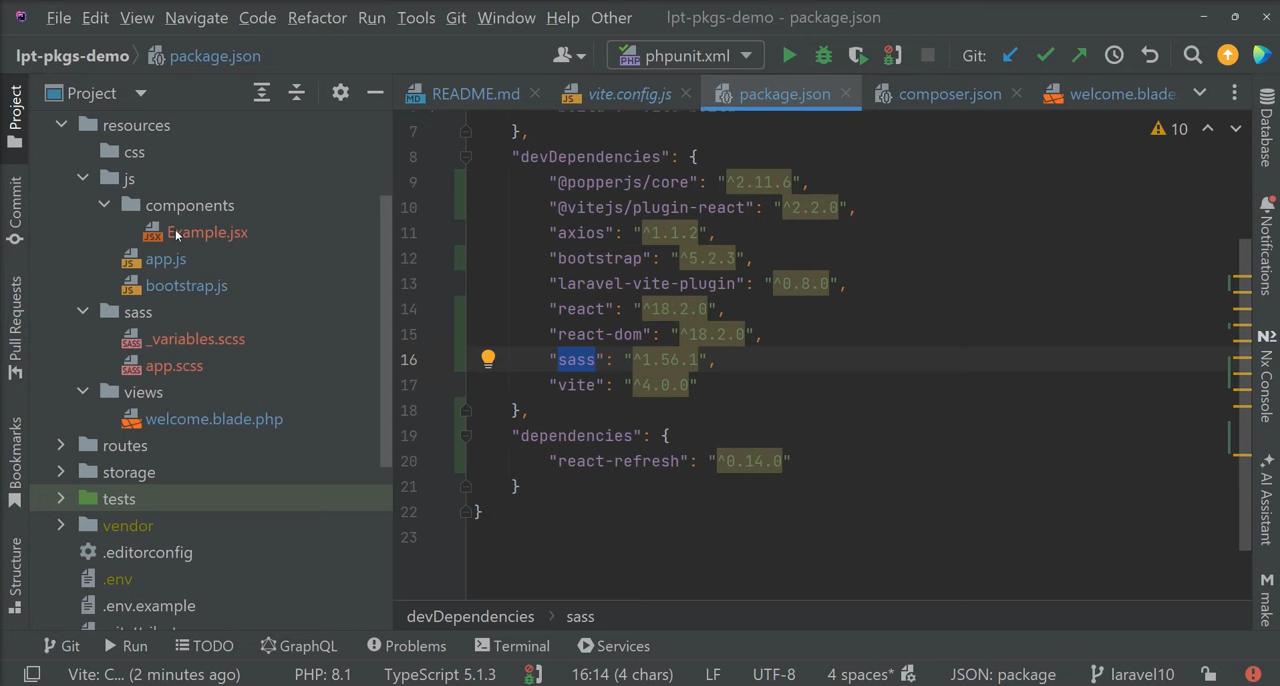 File Edit View Navigate Code Refactor Run Tools Git Window Help Other lpt-pkgs-demo - package.json
lpt-pkgs-demo package.json phpunit.xml Git:
Project README.md vite.config.js package.json composer.json welcome.blade
resources
css
js
components
Example.jsx
app.js
bootstrap.js
sass
_variables.scss
app.scss
views
welcome.blade.php
routes
storage
tests
vendor
.editorconfig
.env
.env.example
7 },
8 "devDependencies": {
9 "@popperjs/core": "^2.11.6",
10 "@vitejs/plugin-react": "^2.2.0",
11 "axios": "^1.1.2",
12 "bootstrap": "^5.2.3",
13 "laravel-vite-plugin": "^0.8.0",
14 "react": "^18.2.0",
15 "react-dom": "^18.2.0",
16 "sass": "^1.56.1",
17 "vite": "^4.0.0"
18 },
19 "dependencies": {
20 "react-refresh": "^0.14.0"
21 }
22 }
23
10
Project
Commit
Pull Requests
Bookmarks
Structure
Database
Notifications
Nx Console
AI Assistant
make
devDependencies sass
Git Run TODO GraphQL Problems Terminal Services
Vite: C... (2 minutes ago) PHP: 8.1 TypeScript 5.1.3 16:14 (4 chars) LF UTF-8 4 spaces* JSON: package laravel10